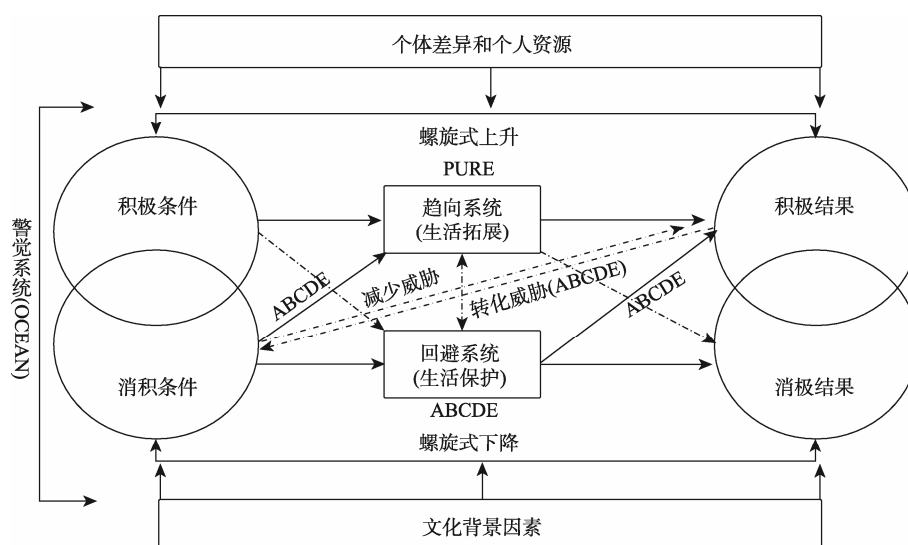 个体差异和个人资源
螺旋式上升
PURE
积极条件
趋向系统
(生活拓展)
积极结果
警觉系统(OCEAN)
ABCDE
减少威胁
转化威胁(ABCDE)
ABCDE
消积条件
回避系统
(生活保护)
消极结果
ABCDE
螺旋式下降
文化背景因素